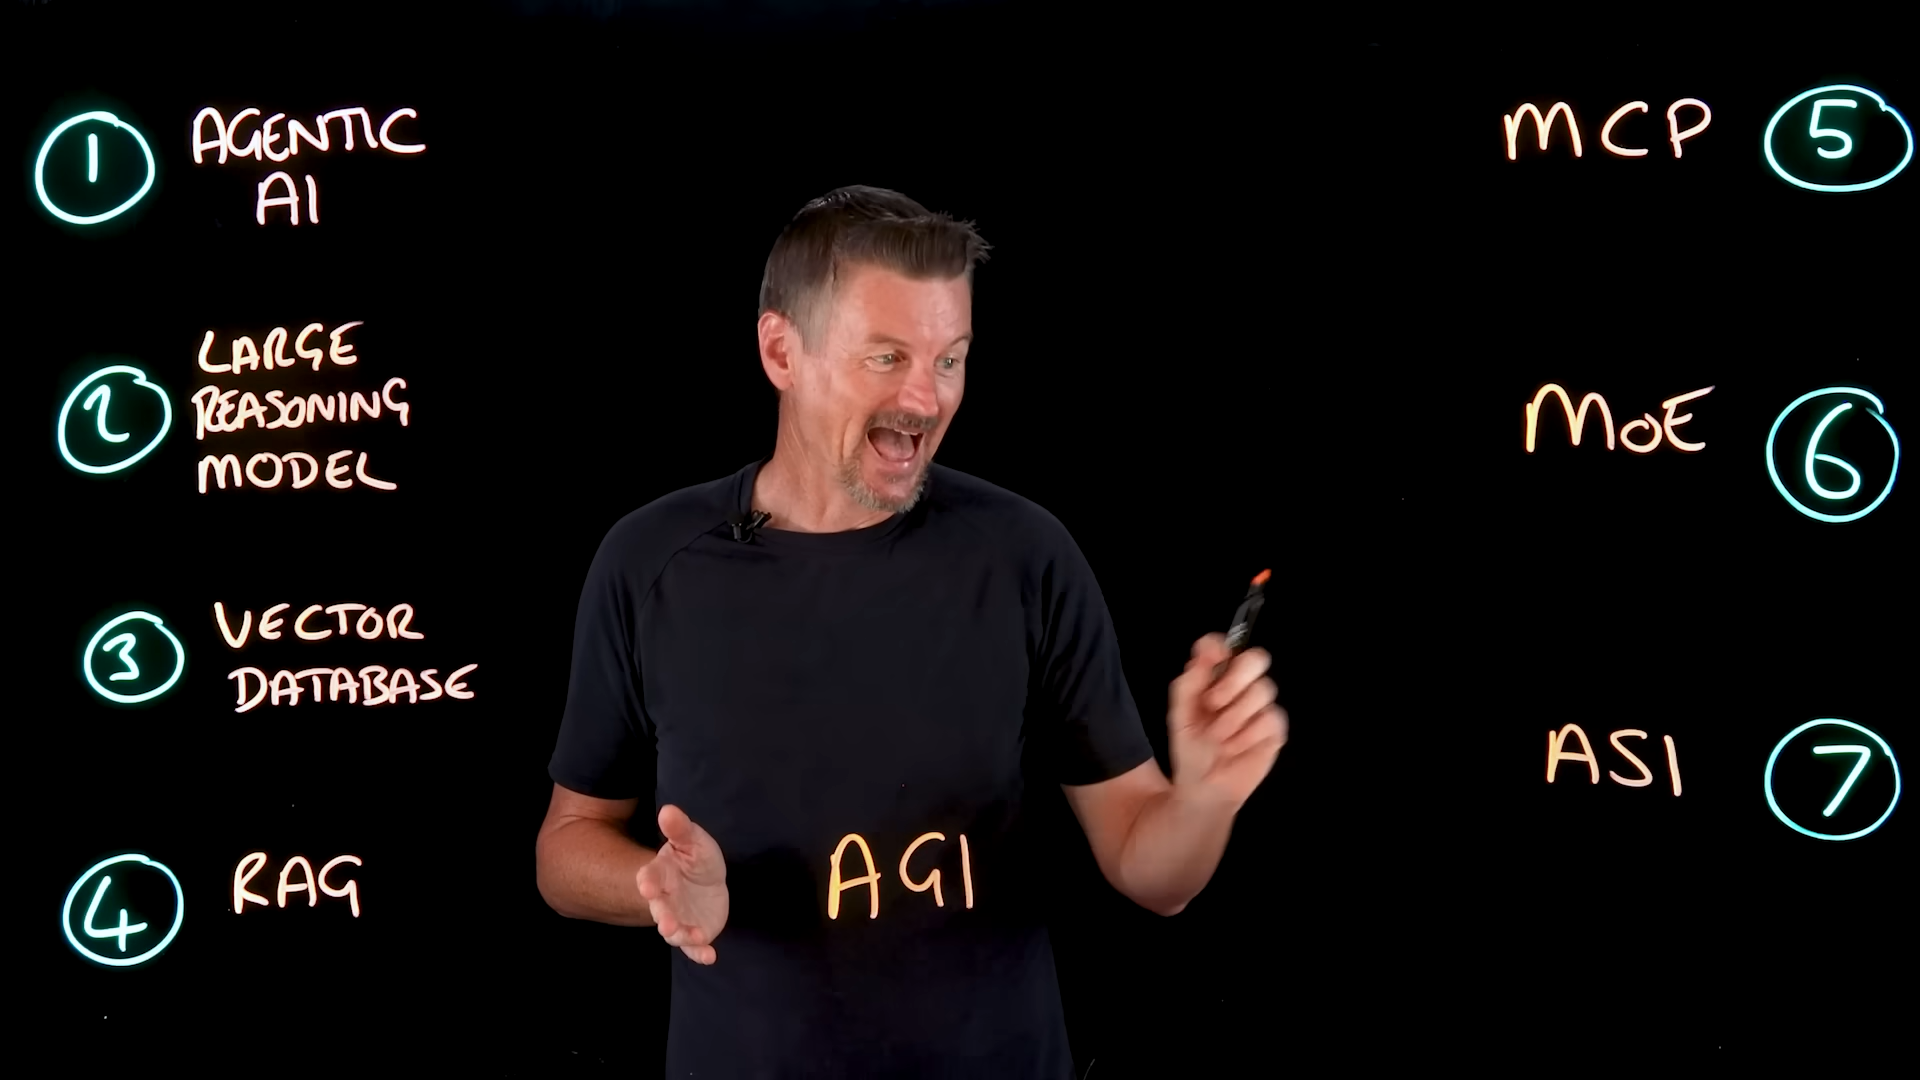 1
AGENTIC
AI
2
LARGE
REASONING
MODEL
3
VECTOR
DATABASE
4
RAG
MCP
5
MoE
6
ASI
7
AGI